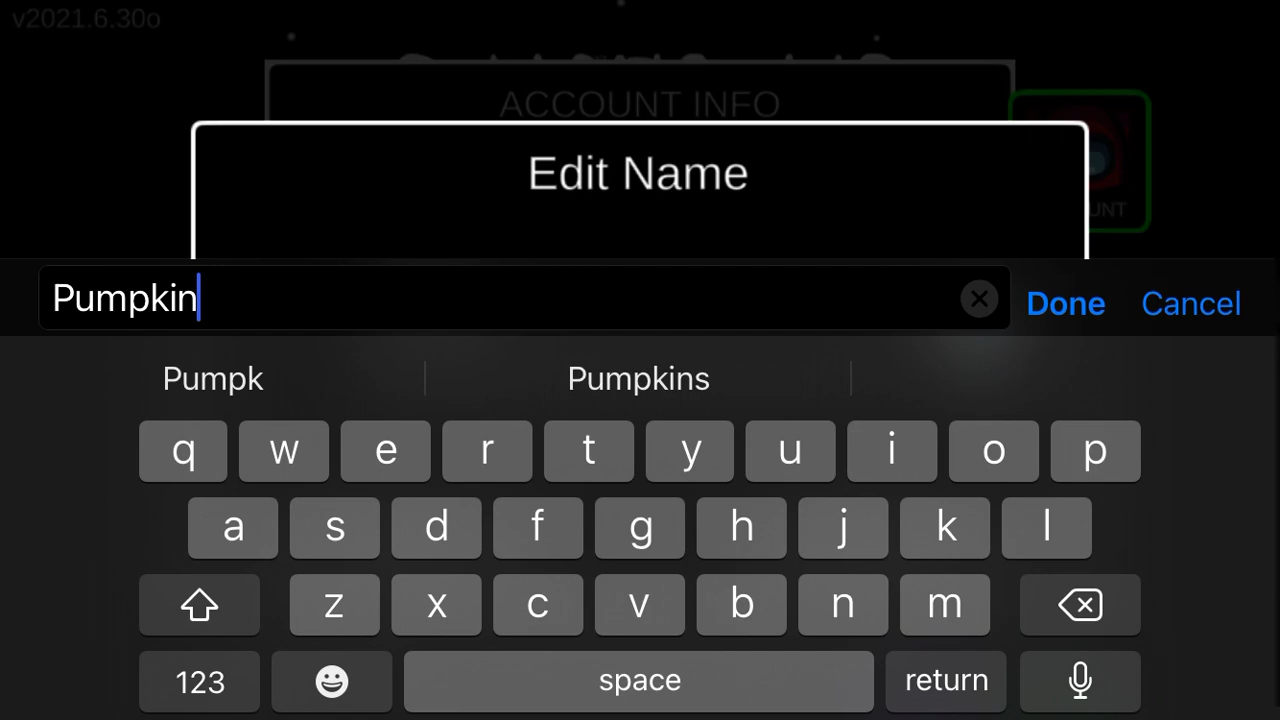 v2021.6.30o
ACCOUNT INFO
Edit Name
UNT
Pumpkin
Done Cancel
Pumpk Pumpkins
q w e r t y u i o p
a s d f g h j k l
z x c v b n m
123 space return